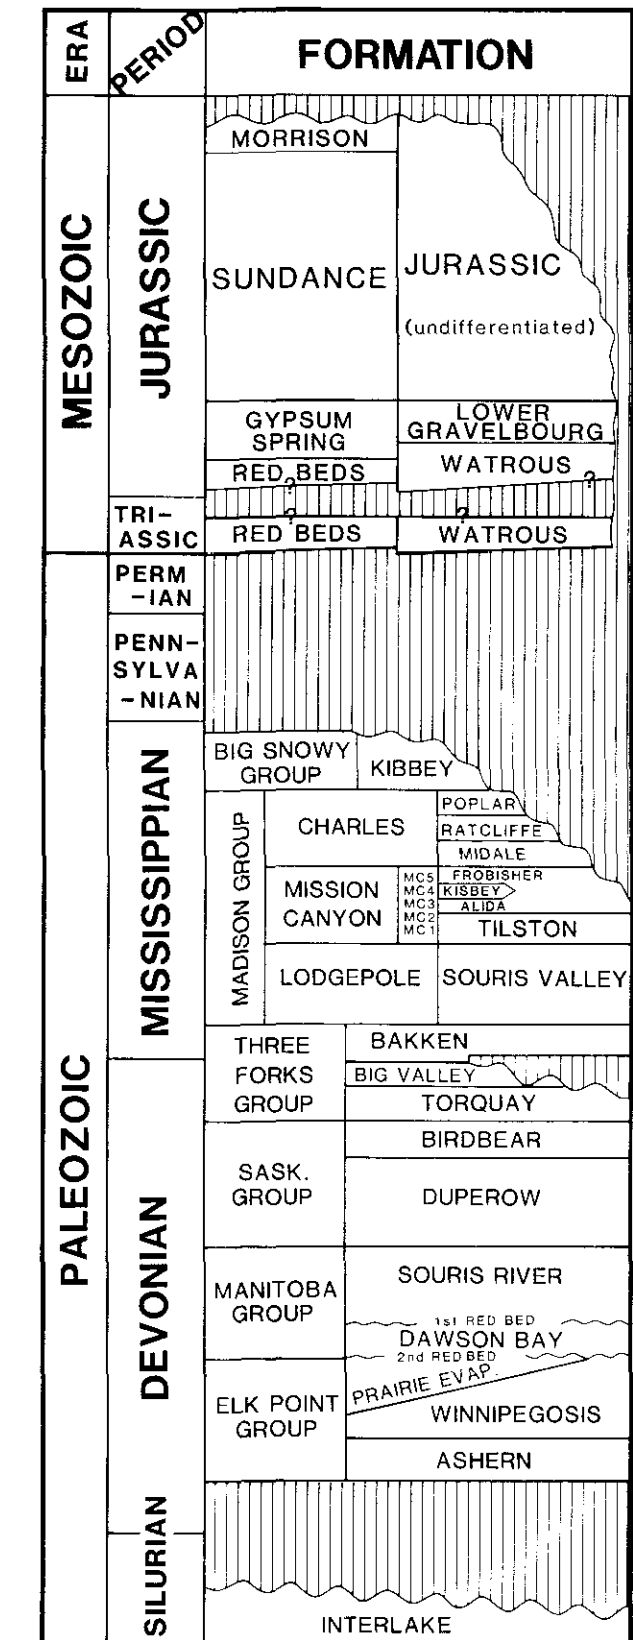 ERA
PERIOD
FORMATION
MESOZOIC
JURASSIC
MORRISON
SUNDANCE
JURASSIC
(undifferentiated)
GYPSUM
SPRING
LOWER
GRAVELBOURG
RED BEDS
?
WATROUS
?
TRI-
ASSIC
?
RED BEDS
?
WATROUS
PALEOZOIC
PERM
-IAN
PENN-
SYLVA
-NIAN
MISSISSIPPIAN
BIG SNOWY
GROUP
KIBBEY
MADISON GROUP
CHARLES
POPLAR
RATCLIFFE
MIDALE
MISSION
CANYON
MC5
MC4
MC3
MC2
MC1
FROBISHER
KISBEY
ALIDA
TILSTON
LODGEPOLE
SOURIS VALLEY
THREE
FORKS
GROUP
BAKKEN
DEVONIAN
BIG VALLEY
TORQUAY
SASK.
GROUP
BIRDBEAR
DUPEROW
MANITOBA
GROUP
SOURIS RIVER
1st RED BED
DAWSON BAY
2nd RED BED
ELK POINT
GROUP
PRAIRIE EVAP.
WINNIPEGOSIS
ASHERN
SILURIAN
INTERLAKE